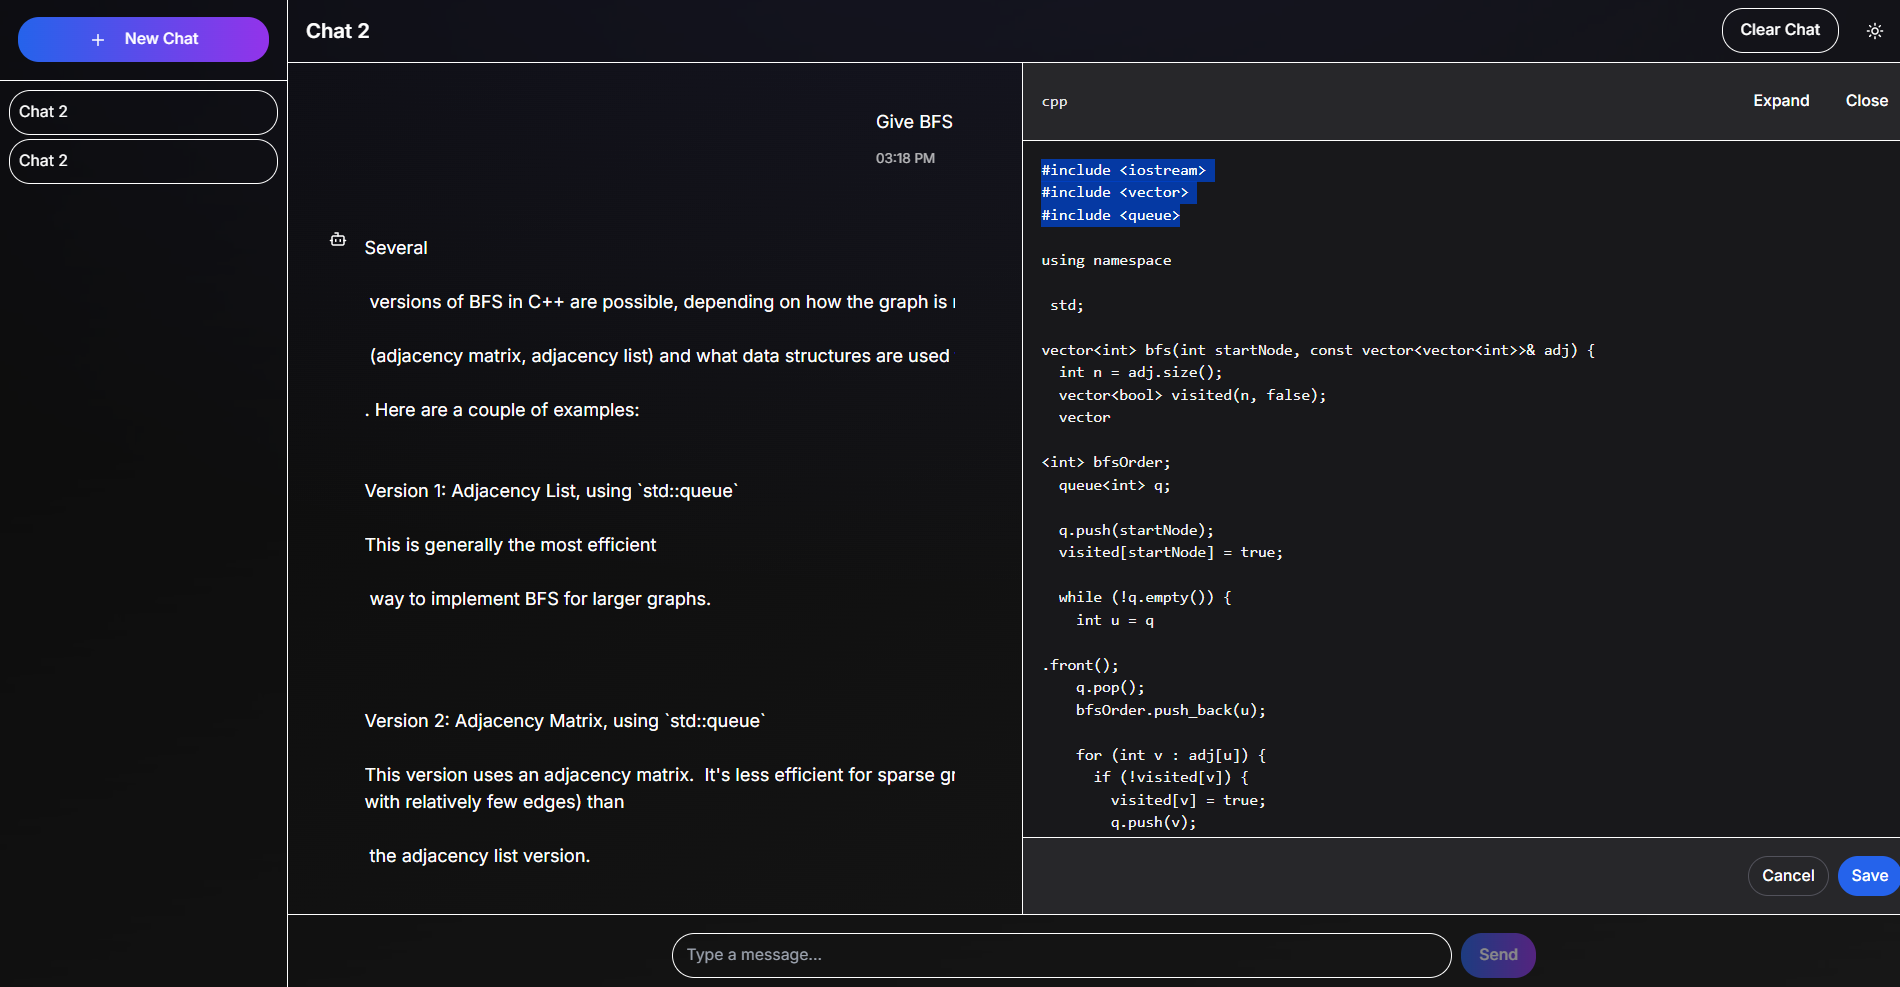 New Chat
Chat 2
Chat 2
Chat 2
Clear Chat
Give BFS
03:18 PM
Several
versions of BFS in C++ are possible, depending on how the graph is
(adjacency matrix, adjacency list) and what data structures are used
. Here are a couple of examples:
Version 1: Adjacency List, using `std::queue`
This is generally the most efficient
way to implement BFS for larger graphs.
Version 2: Adjacency Matrix, using `std::queue`
This version uses an adjacency matrix.  It's less efficient for sparse
with relatively few edges) than
the adjacency list version.
cpp
Expand
Close
#include <iostream>
#include <vector>
#include <queue>
using namespace
 std;
vector<int> bfs(int startNode, const vector<vector<int>>& adj) {
  int n = adj.size();
  vector<bool> visited(n, false);
  vector
<int> bfsOrder;
  queue<int> q;
  q.push(startNode);
  visited[startNode] = true;
  while (!q.empty()) {
    int u = q
.front();
    q.pop();
    bfsOrder.push_back(u);
    for (int v : adj[u]) {
      if (!visited[v]) {
        visited[v] = true;
        q.push(v);
Cancel
Save
Type a message...
Send